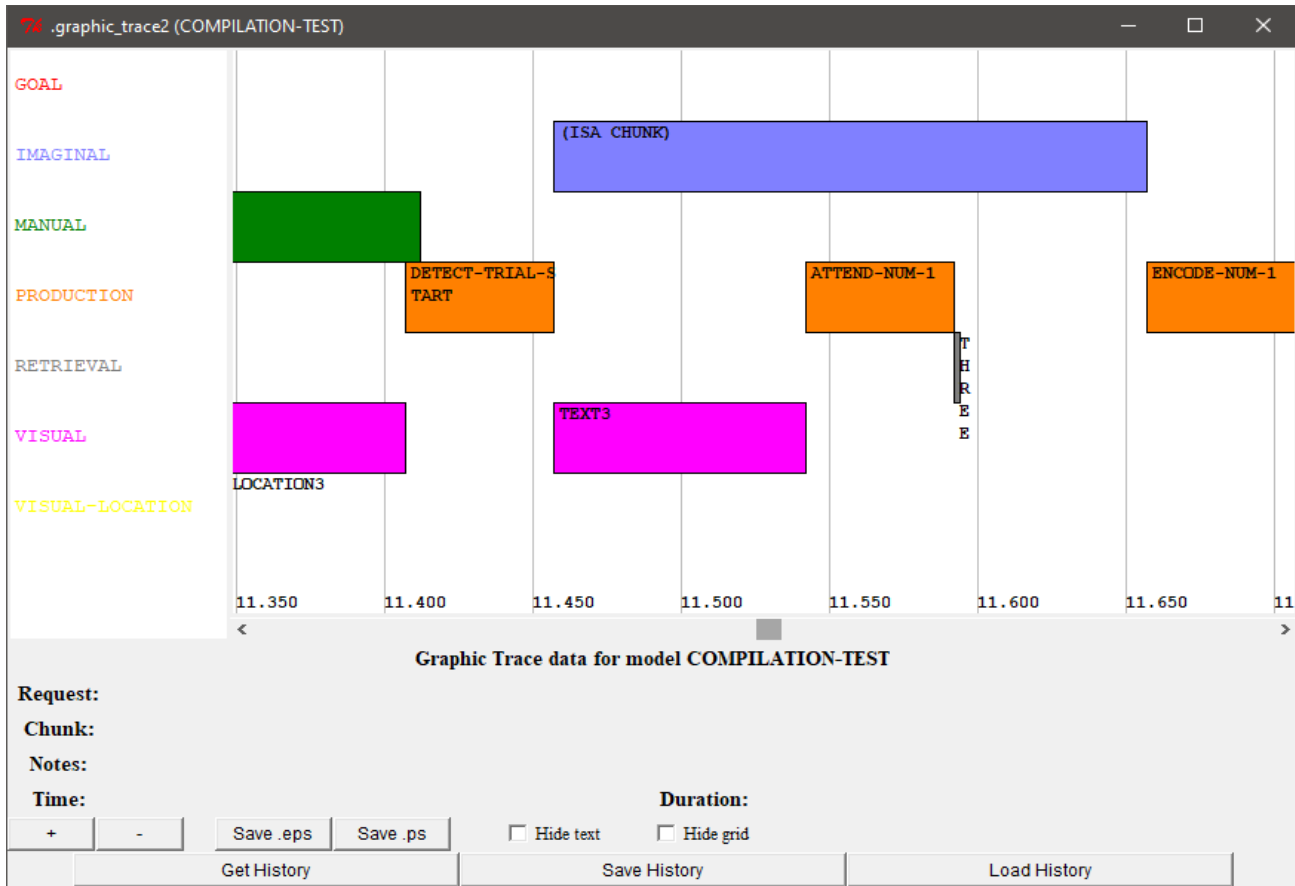 .graphic_trace2 (COMPILATION-TEST)
GOAL
(ISA CHUNK)
IMAGINAL
MANUAL
DETECT-TRIAL-S
TART
ATTEND-NUM-1
ENCODE-NUM-1
PRODUCTION
RETRIEVAL
T
H
R
E
E
VISUAL
TEXT3
LOCATION3
VISUAL-LOCATION
11.350 11.400 11.450 11.500 11.550 11.600 11.650 11
Graphic Trace data for model COMPILATION-TEST
Request:
Chunk:
Notes:
Time: Duration:
+ - Save .eps Save .ps Hide text Hide grid
Get History Save History Load History